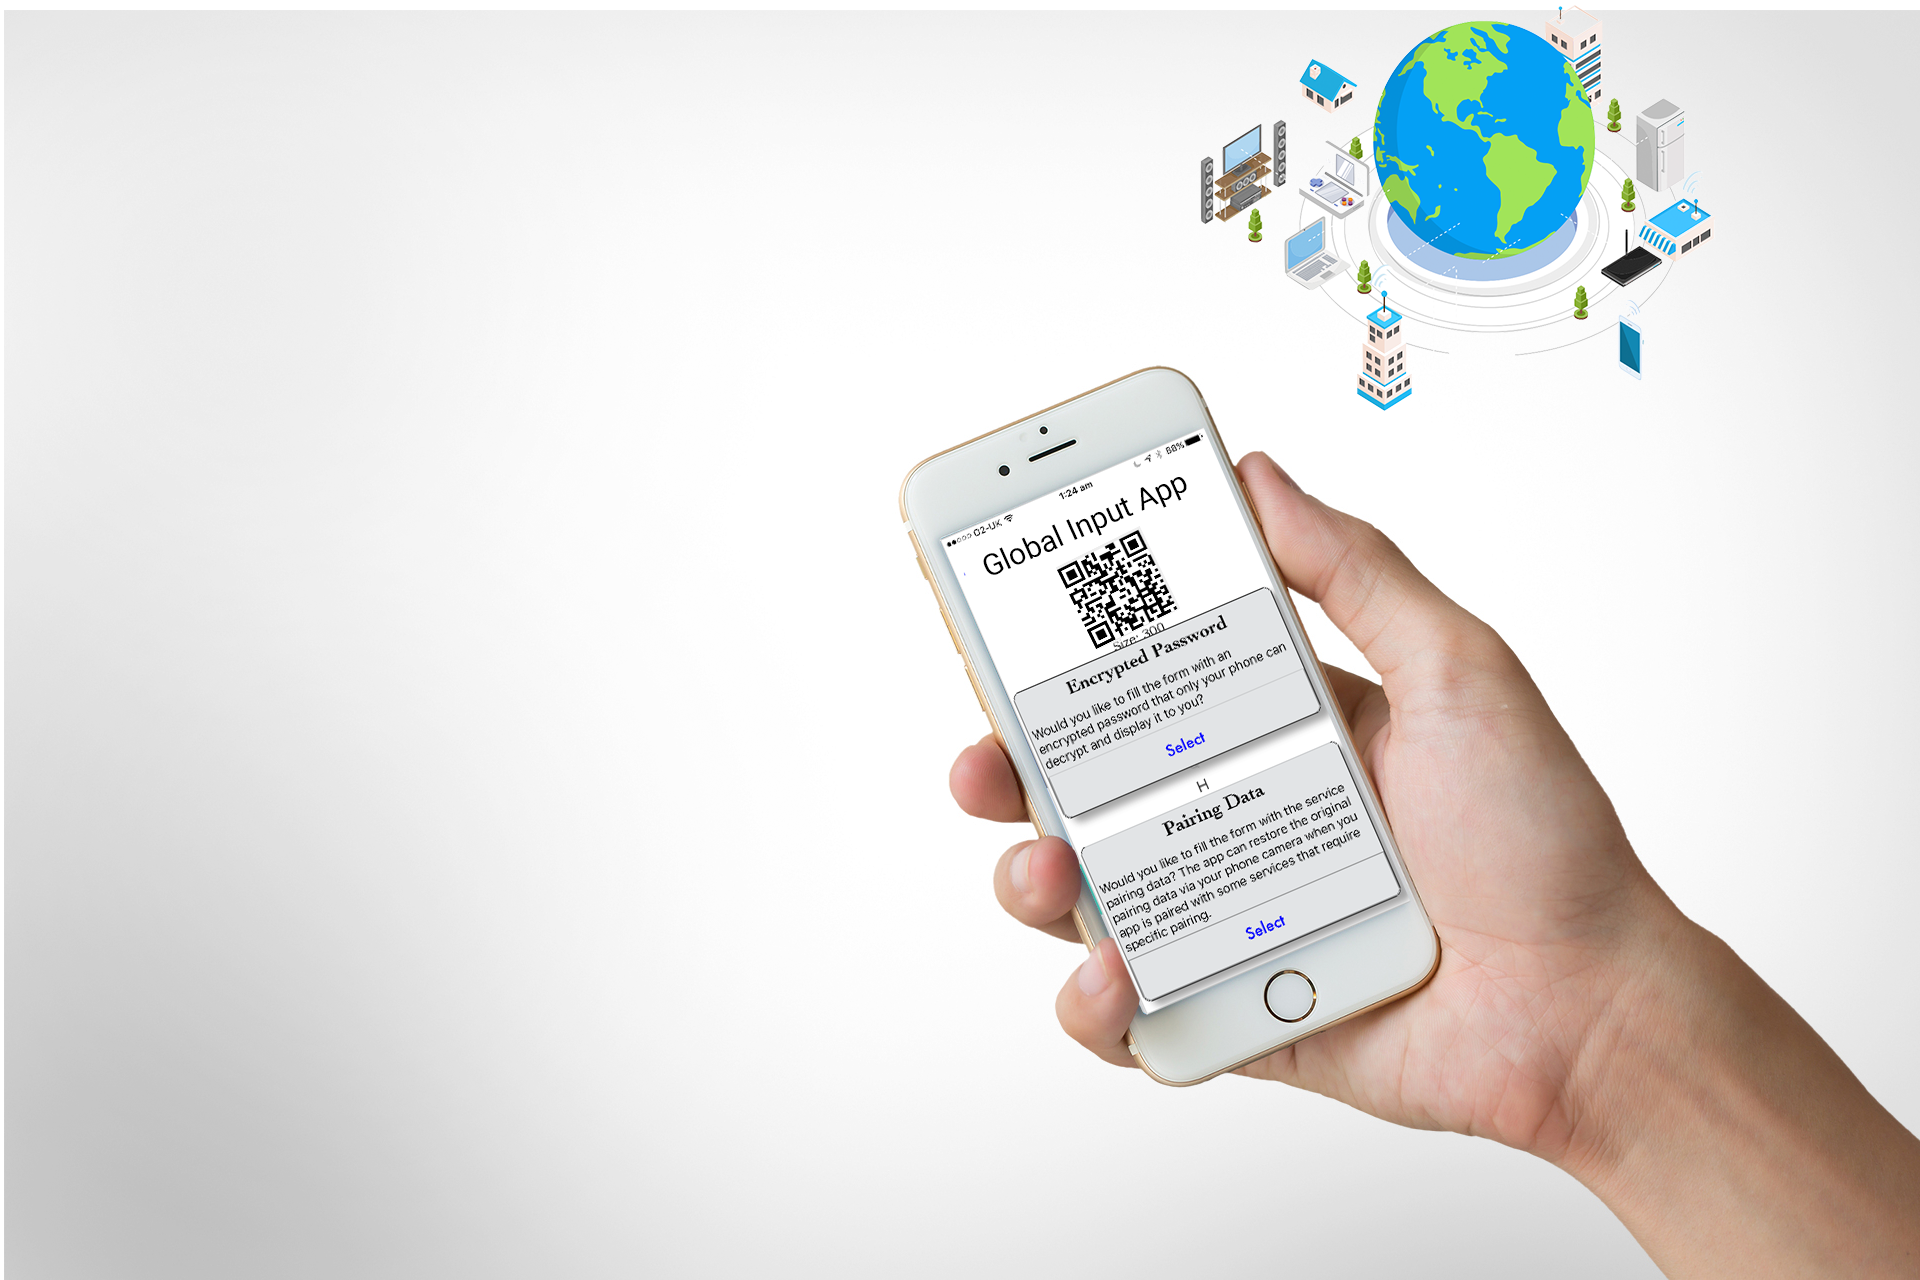 ●●○○○ O2-UK 1:24 am 88%
Global Input App
Size: 300
Encrypted Password
Would you like to fill the form with an
encrypted password that only your phone can
decrypt and display it to you?
Select
H
Pairing Data
Would you like to fill the form with the service
pairing data? The app can restore the original
pairing data via your phone camera when you
app is paired with some services that require
specific pairing.
Select